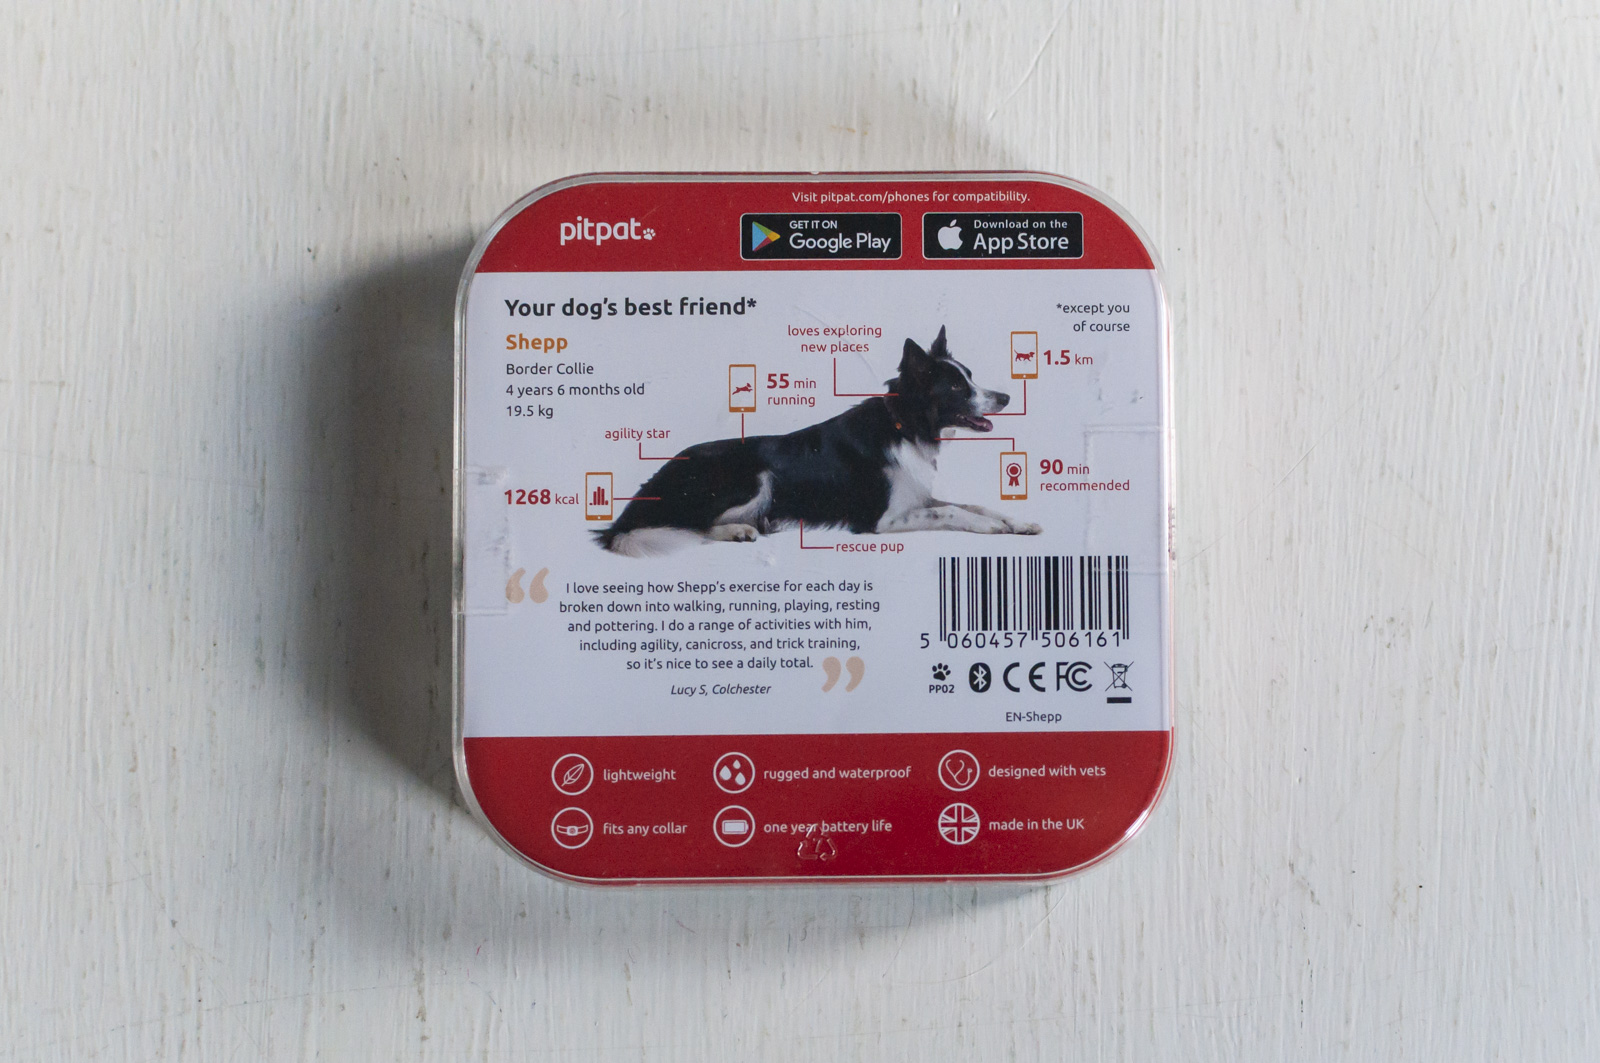 Visit pitpat.com/phones for compatibility.
pitpat
GET IT ON
Google Play
Download on the
App Store
Your dog's best friend*
*except you
of course
Shepp
Border Collie
4 years 6 months old
19.5 kg
loves exploring
new places
1.5 km
55 min
running
agility star
90 min
recommended
1268 kcal
rescue pup
“
I love seeing how Shepp's exercise for each day is
broken down into walking, running, playing, resting
and pottering. I do a range of activities with him,
including agility, canicross, and trick training,
so it's nice to see a daily total.
”
Lucy S, Colchester
5 060457 506161
PP02
CE FC
EN-Shepp
lightweight
rugged and waterproof
designed with vets
fits any collar
one year battery life
made in the UK